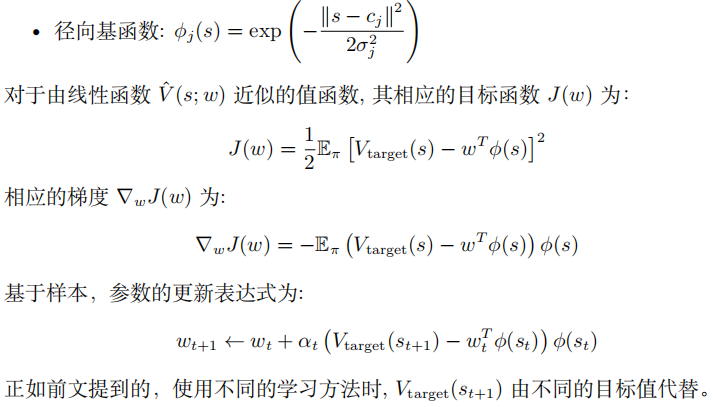 • 径向基函数: $\phi_j(s) = \exp\left(-\frac{\|s - c_j\|^2}{2\sigma_j^2}\right)$
对于由线性函数 $\hat{V}(s; w)$ 近似的值函数, 其相应的目标函数 $J(w)$ 为：
$J(w) = \frac{1}{2}\mathbb{E}_\pi \left[V_{\text{target}}(s) - w^T\phi(s)\right]^2$
相应的梯度 $\nabla_w J(w)$ 为:
$\nabla_w J(w) = -\mathbb{E}_\pi \left(V_{\text{target}}(s) - w^T\phi(s)\right)\phi(s)$
基于样本，参数的更新表达式为:
$w_{t+1} \leftarrow w_t + \alpha_t \left(V_{\text{target}}(s_{t+1}) - w_t^T\phi(s_t)\right)\phi(s_t)$
正如前文提到的，使用不同的学习方法时, $V_{\text{target}}(s_{t+1})$ 由不同的目标值代替。